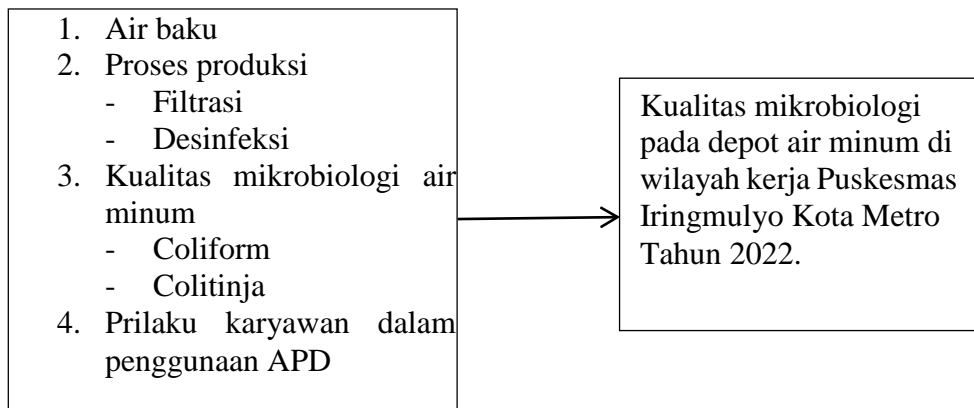 1. Air baku
2. Proses produksi
- Filtrasi
- Desinfeksi
3. Kualitas mikrobiologi air
minum
- Coliform
- Colitinja
4. Prilaku karyawan dalam
penggunaan APD
Kualitas mikrobiologi
pada depot air minum di
wilayah kerja Puskesmas
Iringmulyo Kota Metro
Tahun 2022.